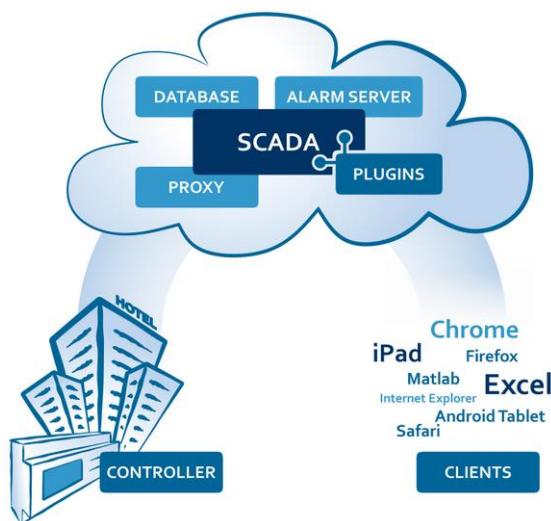 DATABASE
ALARM SERVER
SCADA
PROXY
PLUGINS
HOTEL
Chrome
iPad
Firefox
Matlab
Excel
Internet Explorer
Android Tablet
Safari
CONTROLLER
CLIENTS